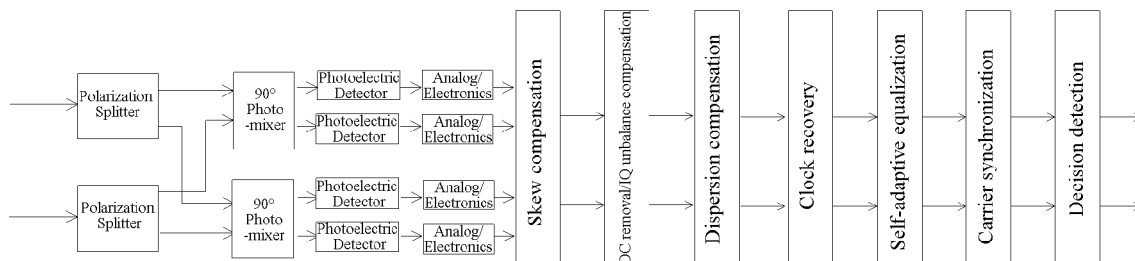 Polarization
Splitter
90°
Photo
-mixer
Photoelectric
Detector
Analog/
Electronics
Photoelectric
Detector
Analog/
Electronics
Polarization
Splitter
90°
Photo
-mixer
Photoelectric
Detector
Analog/
Electronics
Photoelectric
Detector
Analog/
Electronics
Skew compensation
DC removal/IQ unbalance compensation
Dispersion compensation
Clock recovery
Self-adaptive equalization
Carrier synchronization
Decision detection